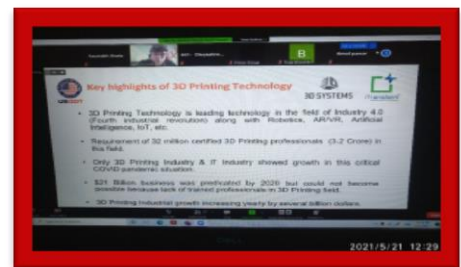 B
Key highlights of 3D Printing Technology
3D SYSTEMS
• 3D Printing Technology is leading technology in the field of Industry 4.0
(Fourth industrial revolution) along with Robotics, AR/VR, Artificial
Intelligence, IoT, etc.
• Requirement of 32 million certified 3D Printing professionals (3.2 Crore) in
this field.
• Only 3D Printing Industry & IT Industry showed growth in this critical
COVID pandemic situation.
• $21 Billion business was predicated by 2020 but could not become
possible because lack of trained professionals in 3D Printing field.
• 3D Printing Industrial growth increasing yearly by several billion dollars.
DELL
2021/5/21 12:29